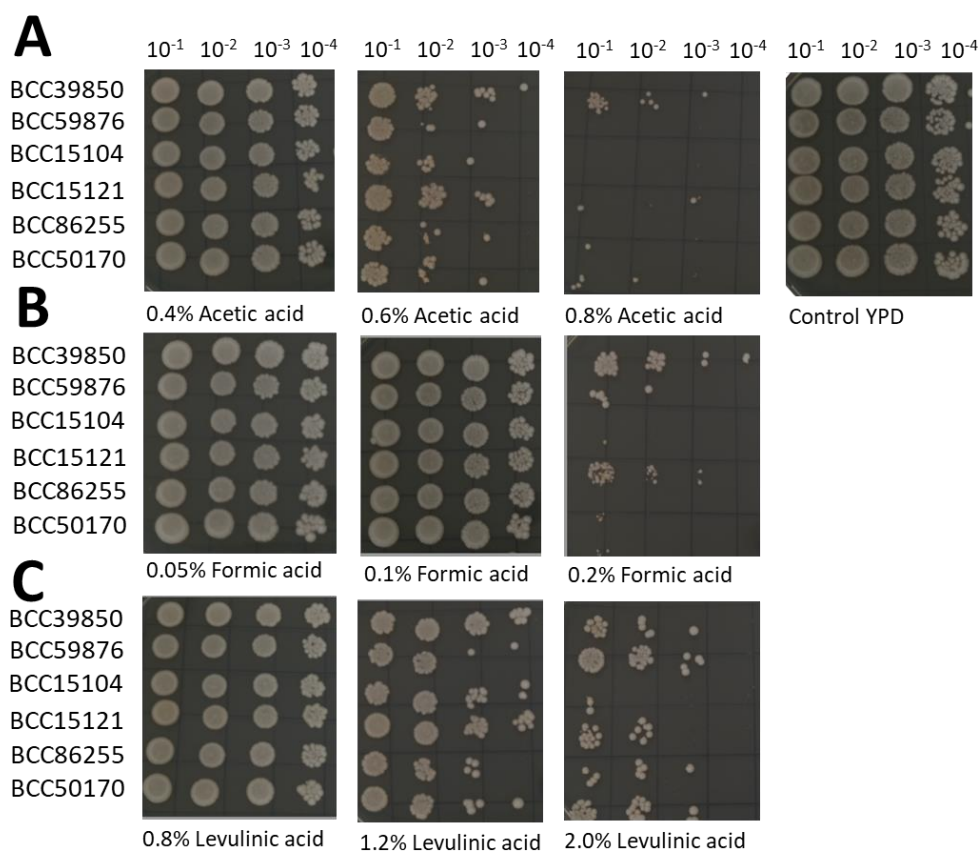 A
10-1 10-2 10-3 10-4 10-1 10-2 10-3 10-4 10-1 10-2 10-3 10-4 10-1 10-2 10-3 10-4
BCC39850
BCC59876
BCC15104
BCC15121
BCC86255
BCC50170
0.4% Acetic acid 0.6% Acetic acid 0.8% Acetic acid Control YPD
B
BCC39850
BCC59876
BCC15104
BCC15121
BCC86255
BCC50170
0.05% Formic acid 0.1% Formic acid 0.2% Formic acid
C
BCC39850
BCC59876
BCC15104
BCC15121
BCC86255
BCC50170
0.8% Levulinic acid 1.2% Levulinic acid 2.0% Levulinic acid